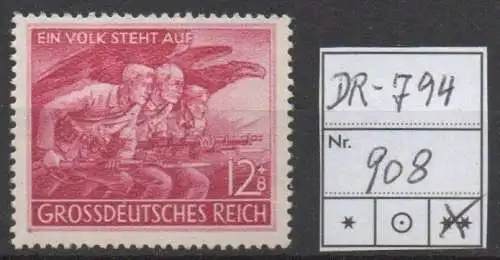 EIN VOLK STEHT AUF
12+8
GROSSDEUTSCHES REICH
DR-794
Nr.
908
* ⊙ **